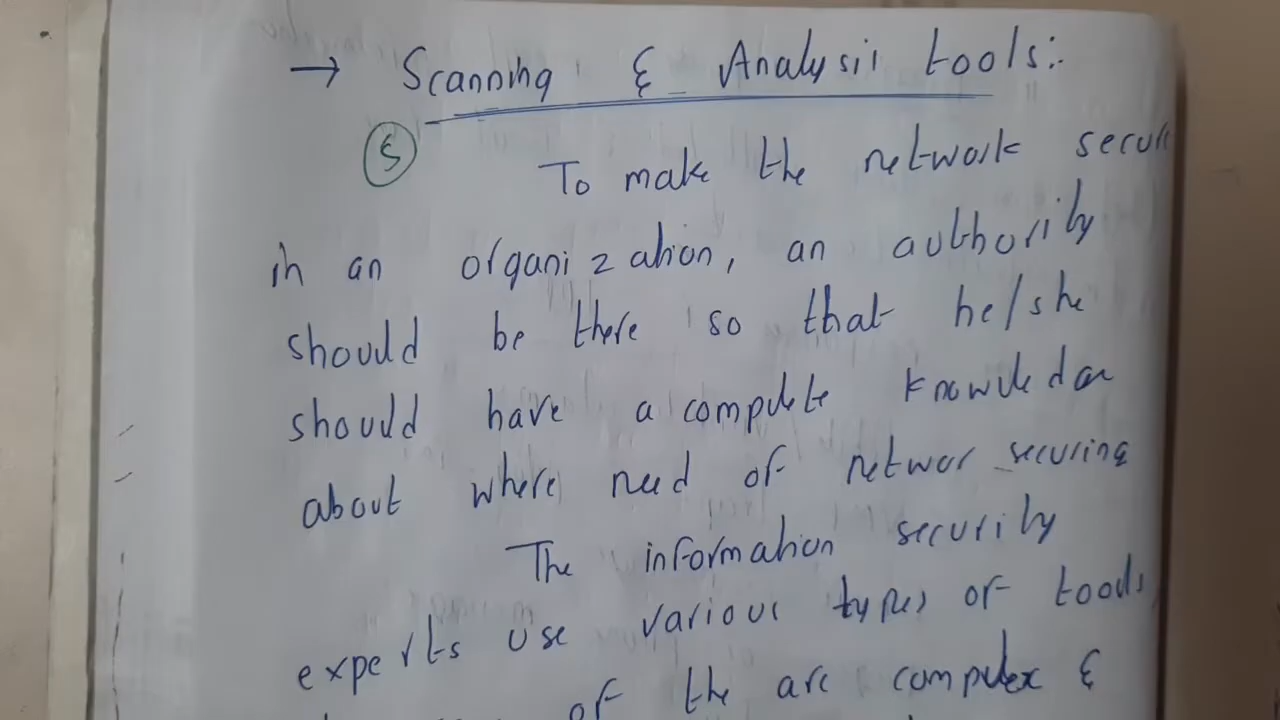 → Scanning & Analysis tools:-
⑤
To make the network secur
in an organization, an authority
should be there so that he/she
should have a complete knowledge
about where need of networ securing
The information security
experts use various types of tools
of the are complex &